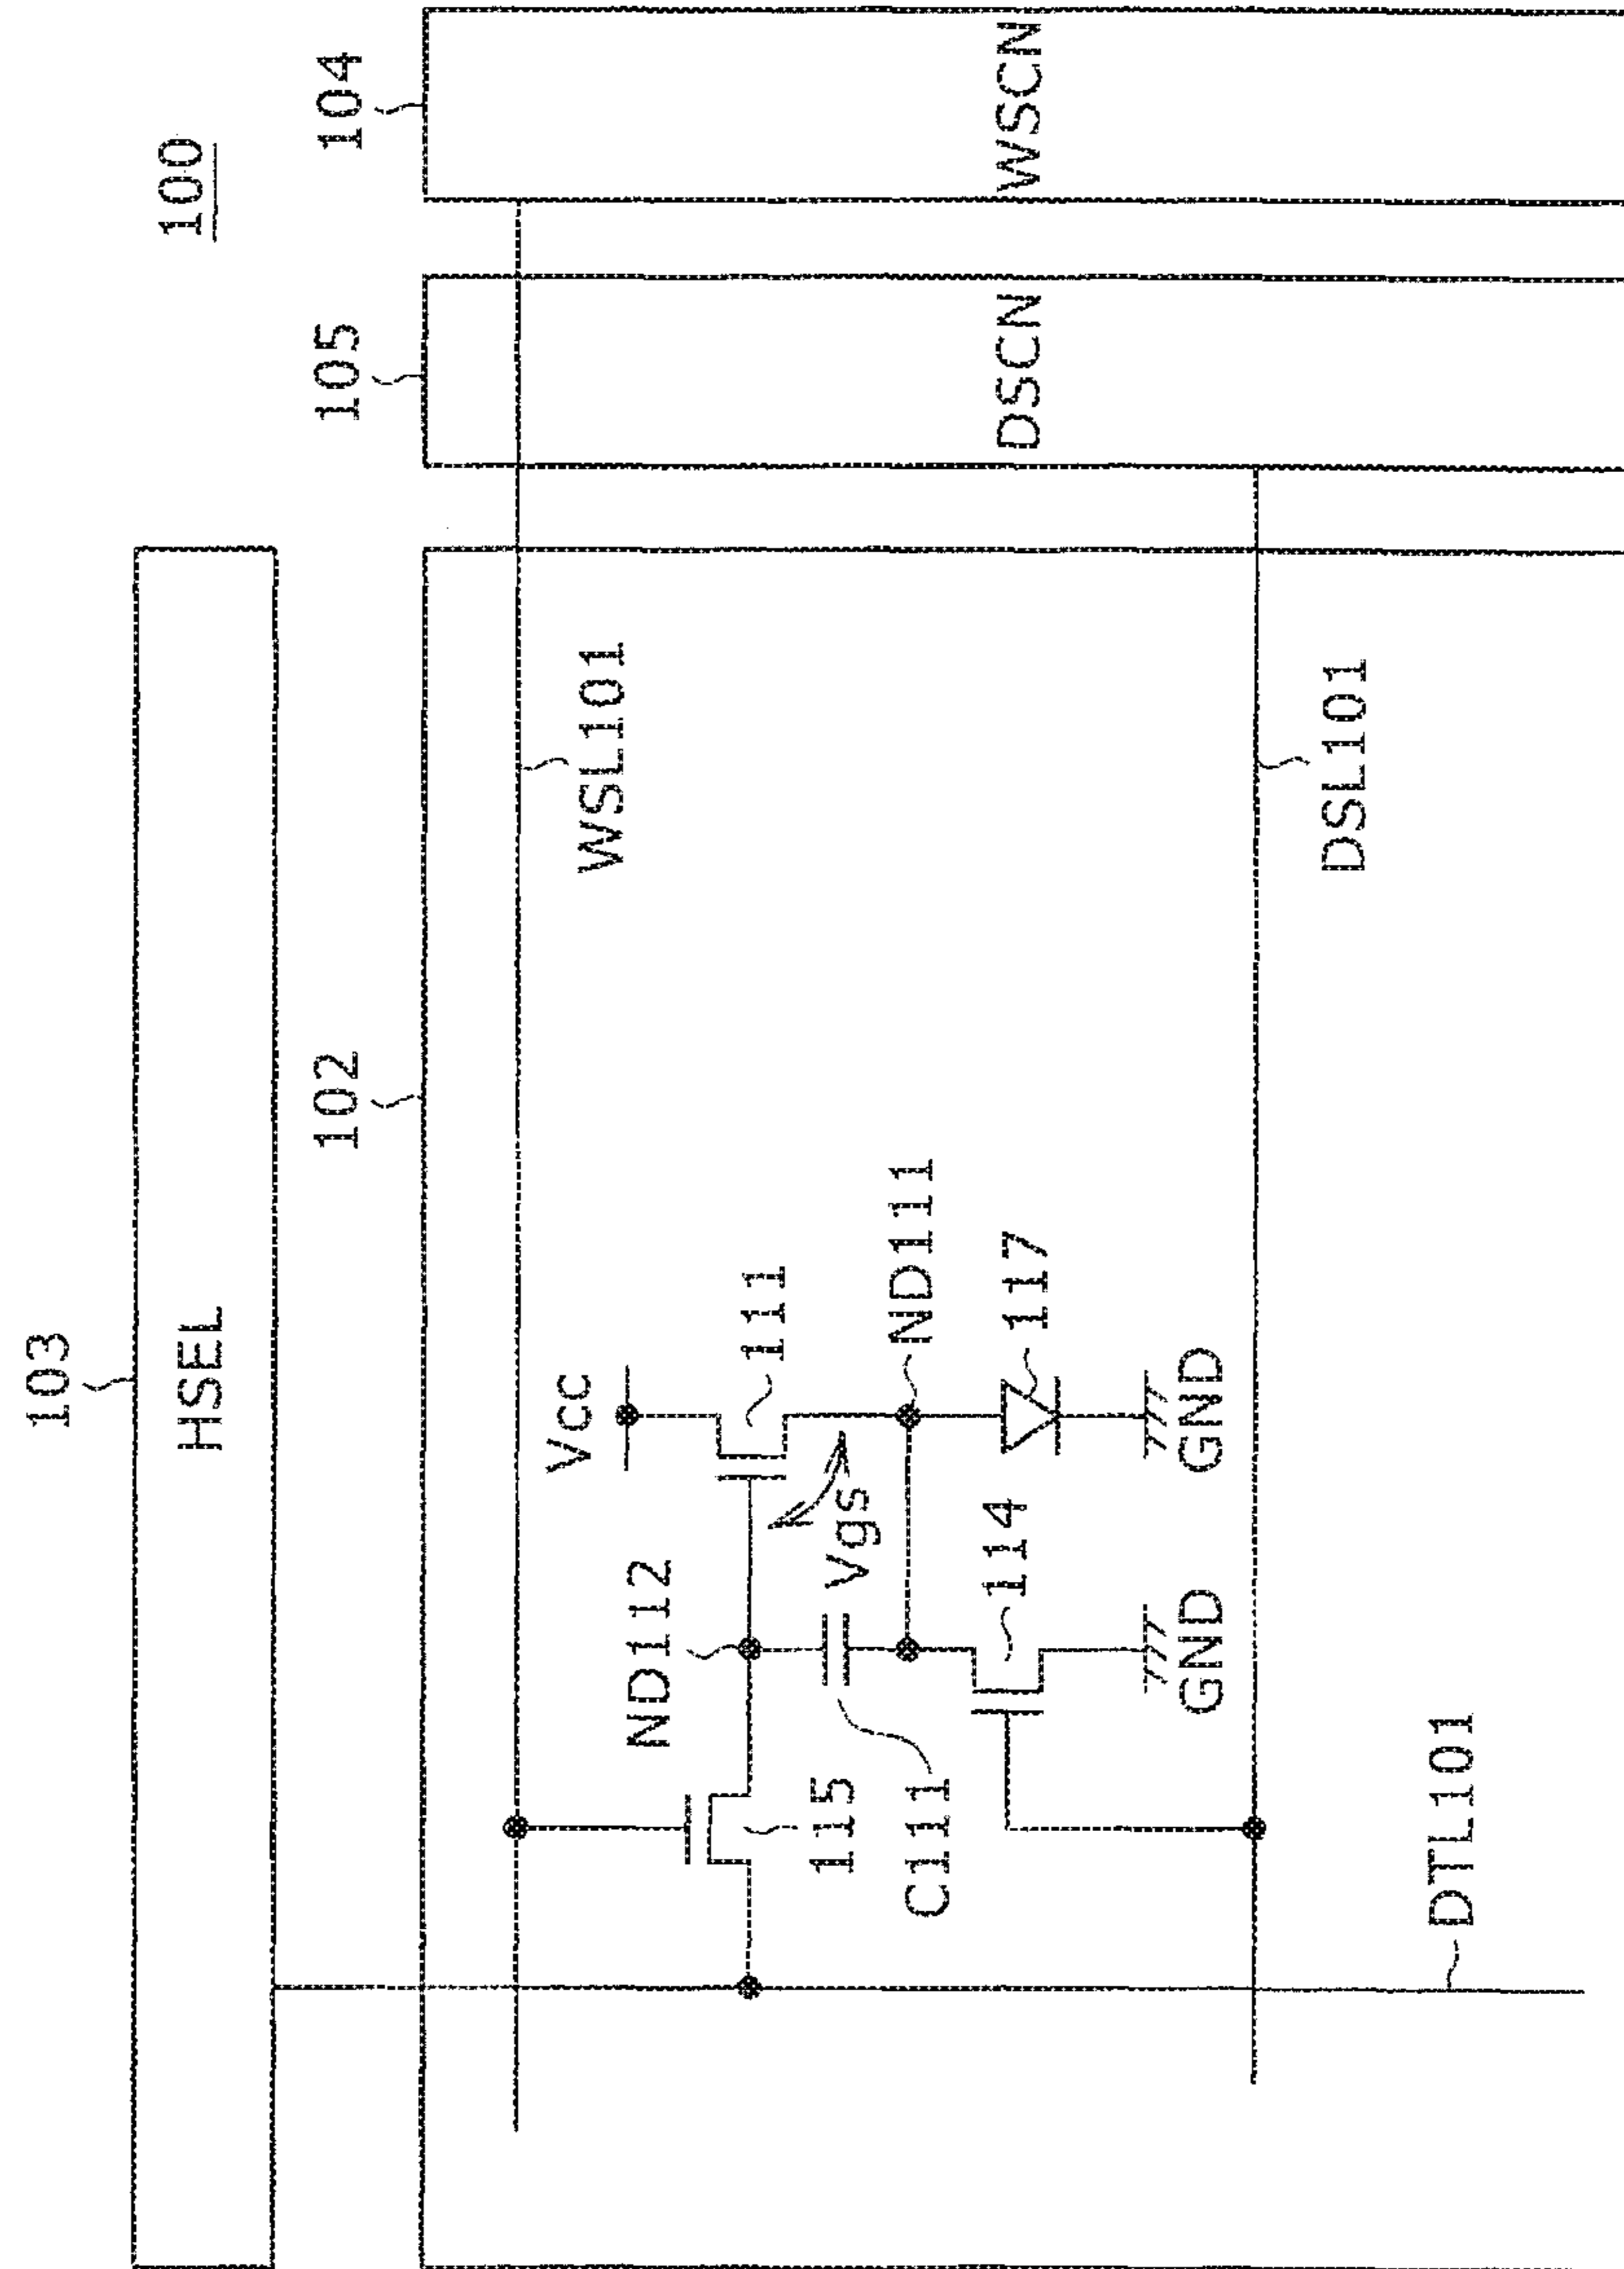 100
103
HSEL
102
105
104
WSL101
Vcc
ND112
111
115
Vgs
C111
ND111
114
117
GND
GND
DSCN
WSCN
DSL101
DTL101